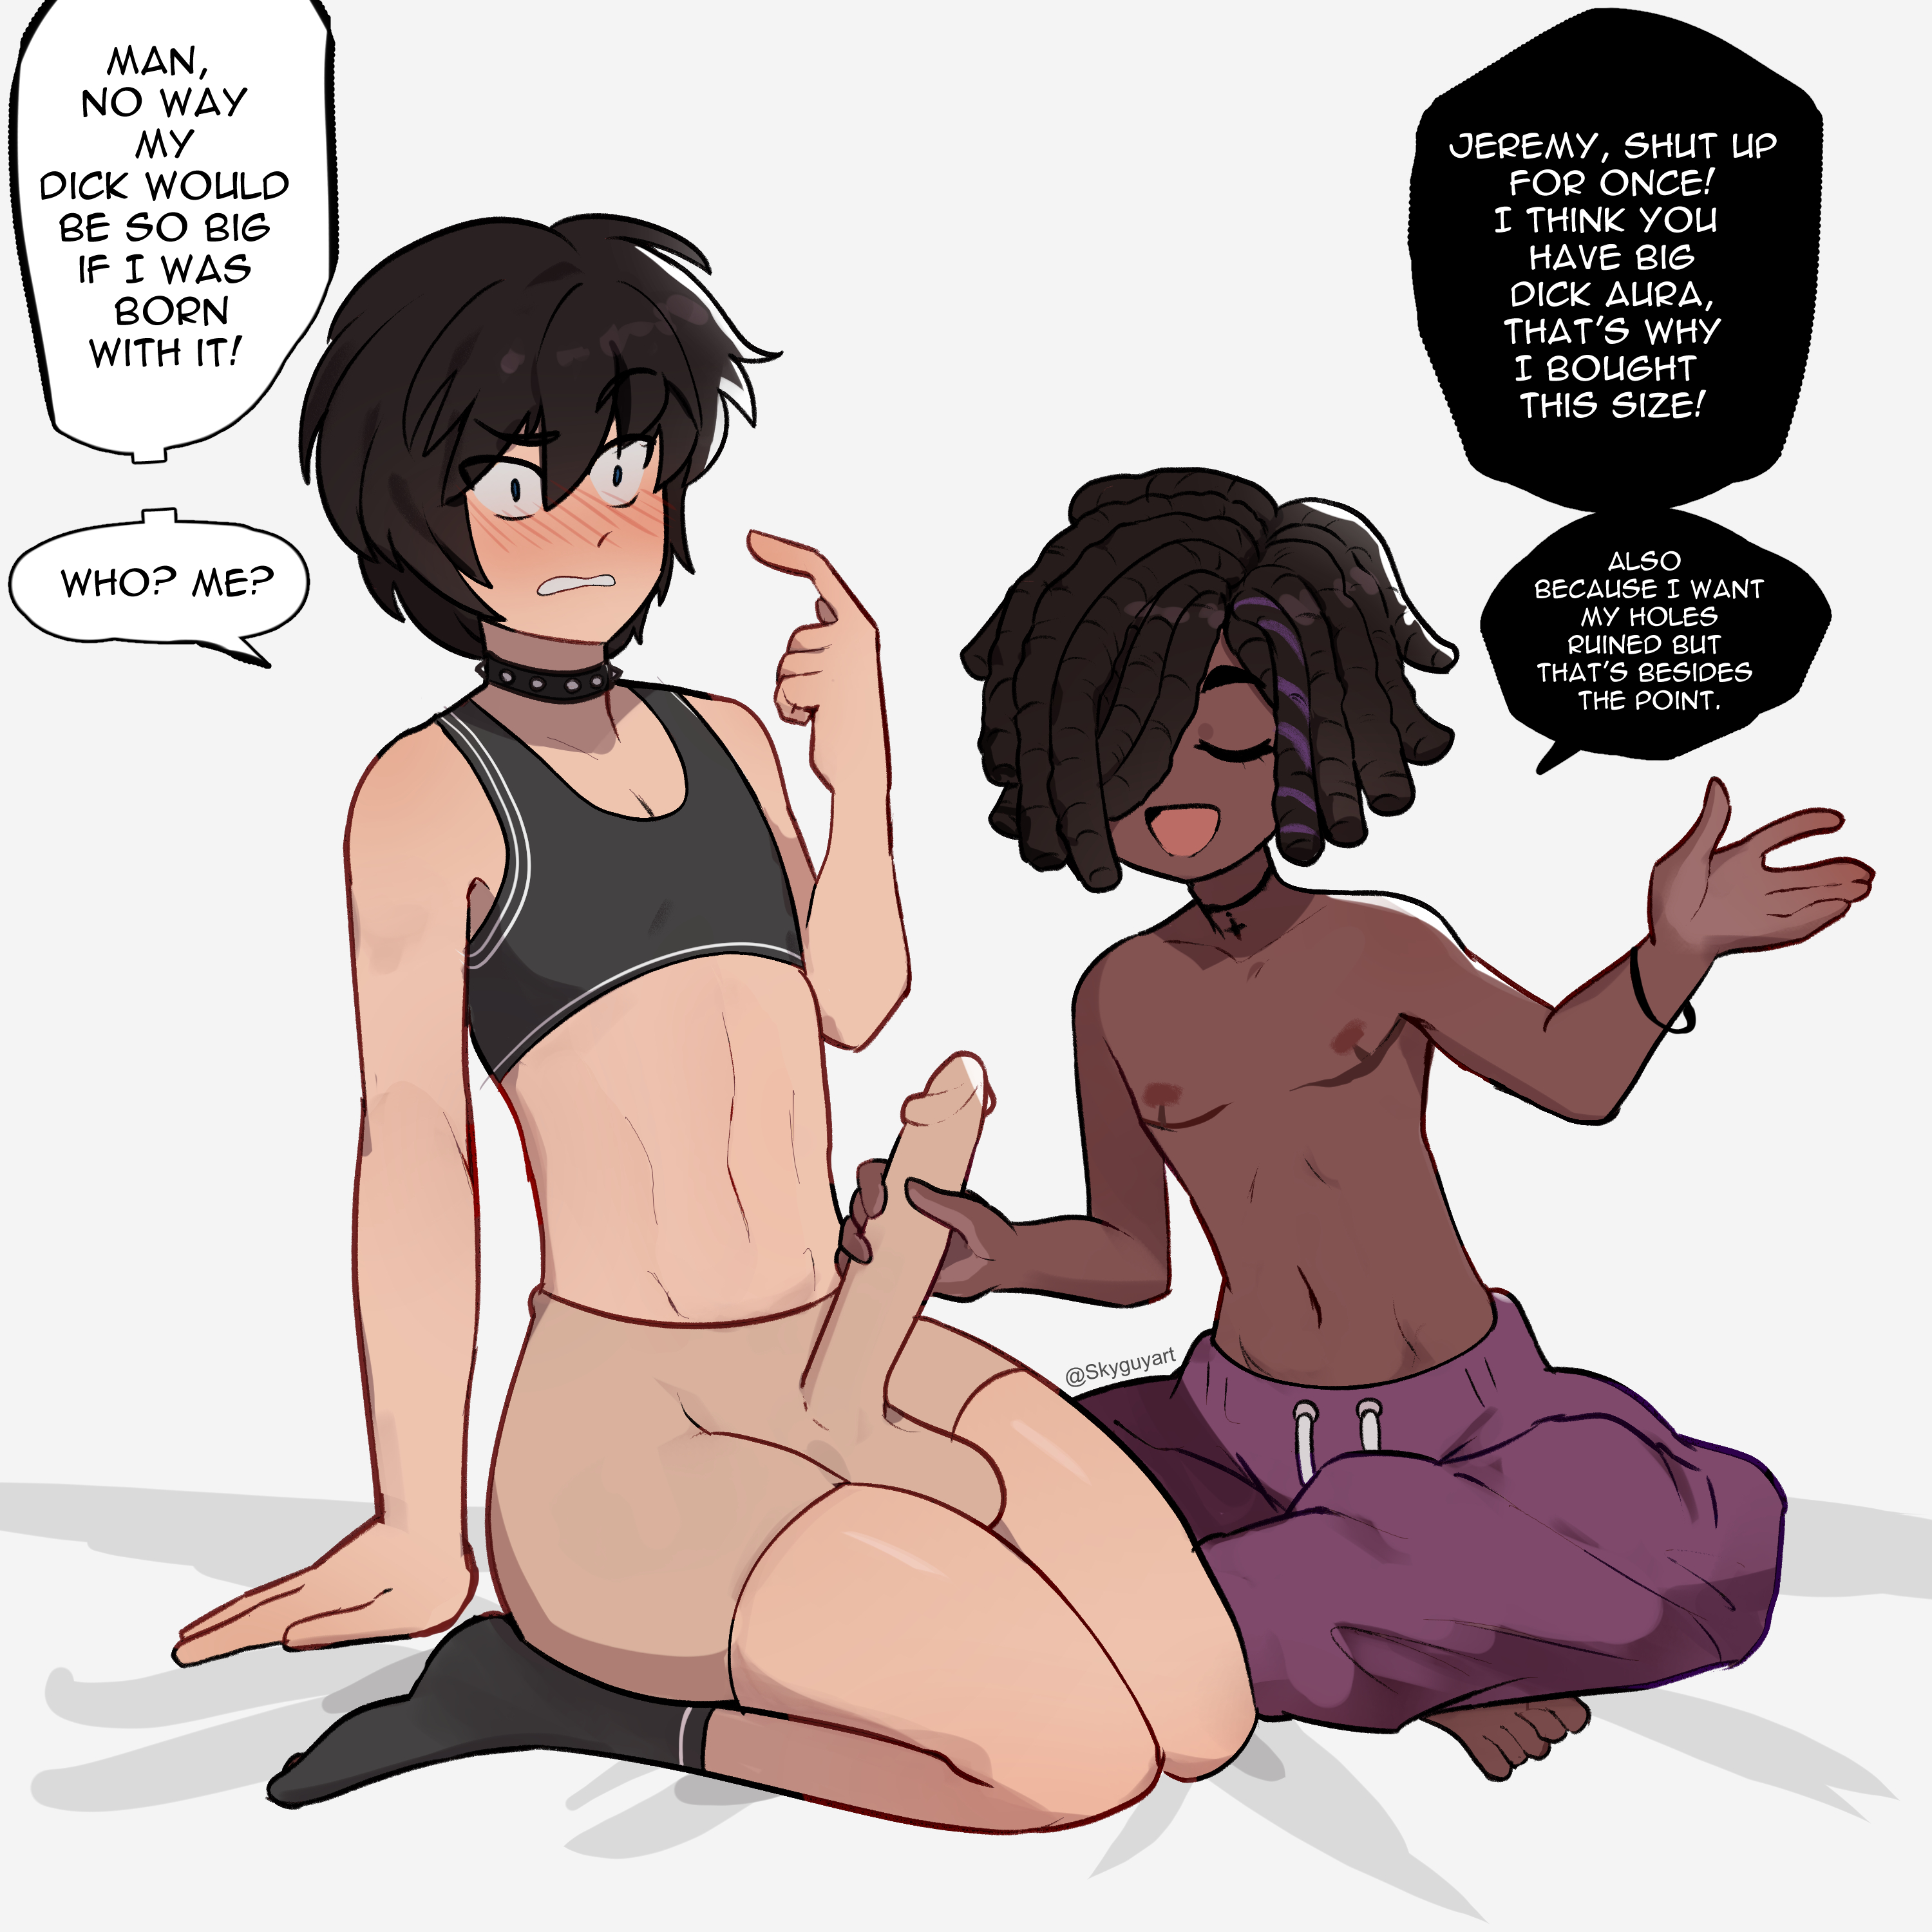 MAN,
NO WAY
MY
DICK WOULD
BE SO BIG
IF I WAS
BORN
WITH IT!
WHO? ME?
JEREMY, SHUT UP
FOR ONCE!
I THINK YOU
HAVE BIG
DICK AURA,
THAT'S WHY
I BOUGHT
THIS SIZE!
ALSO
BECAUSE I WANT
MY HOLES
RUINED BUT
THAT'S BESIDES
THE POINT.
@Skyguyart